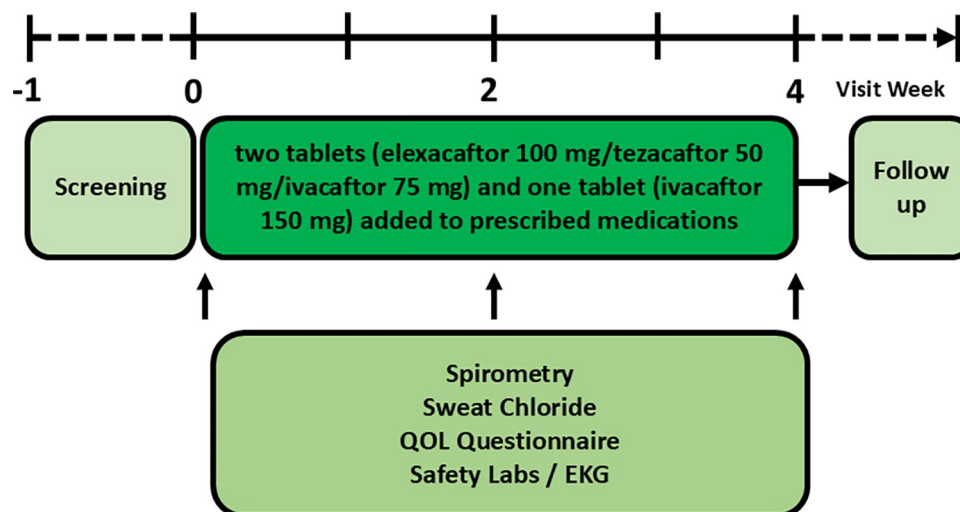 -1 0 2 4 Visit Week
Screening
two tablets (elexacaftor 100 mg/tezacaftor 50
mg/ivacaftor 75 mg) and one tablet (ivacaftor
150 mg) added to prescribed medications
Follow
up
Spirometry
Sweat Chloride
QOL Questionnaire
Safety Labs / EKG